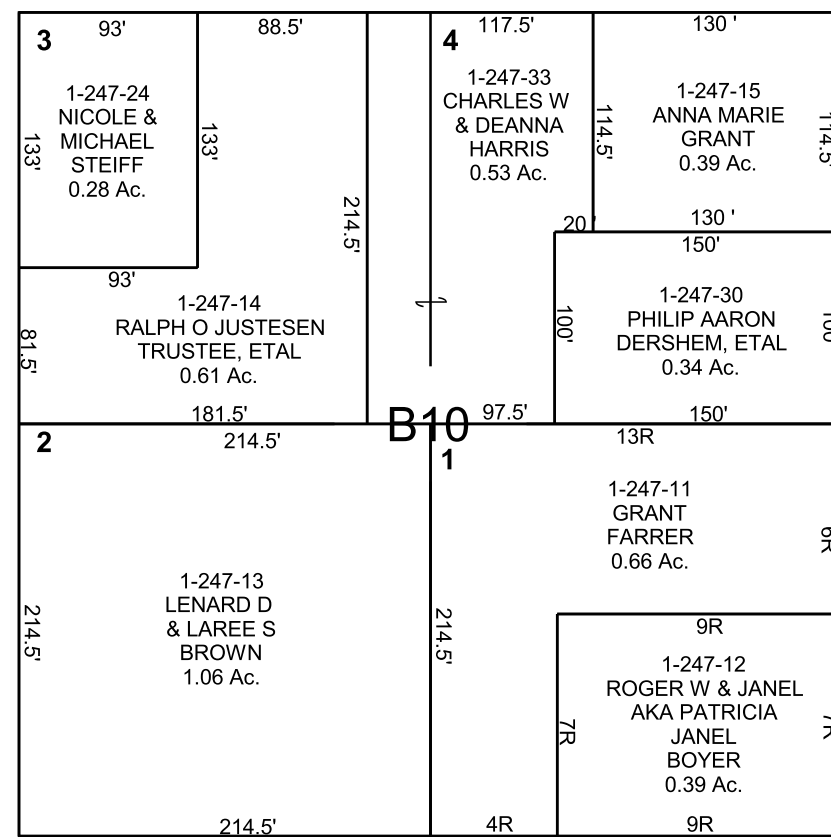 93'
88.5'
117.5'
130 '
3
4
1-247-24
NICOLE &
MICHAEL
STEIFF
0.28 Ac.
133'
133'
1-247-33
CHARLES W
& DEANNA
HARRIS
0.53 Ac.
114.5'
1-247-15
ANNA MARIE
GRANT
0.39 Ac.
114.5'
214.5'
20 '
130 '
150'
93'
1-247-14
RALPH O JUSTESEN
TRUSTEE, ETAL
0.61 Ac.
81.5'
100'
1-247-30
PHILIP AARON
DERSHEM, ETAL
0.34 Ac.
100'
181.5'
B10
97.5'
150'
2
214.5'
1
13R
1-247-11
GRANT
FARRER
0.66 Ac.
6R
1-247-13
LENARD D
& LAREE S
BROWN
1.06 Ac.
214.5'
214.5'
9R
1-247-12
ROGER W & JANEL
AKA PATRICIA
JANEL
BOYER
0.39 Ac.
7R
7R
214.5'
4R
9R